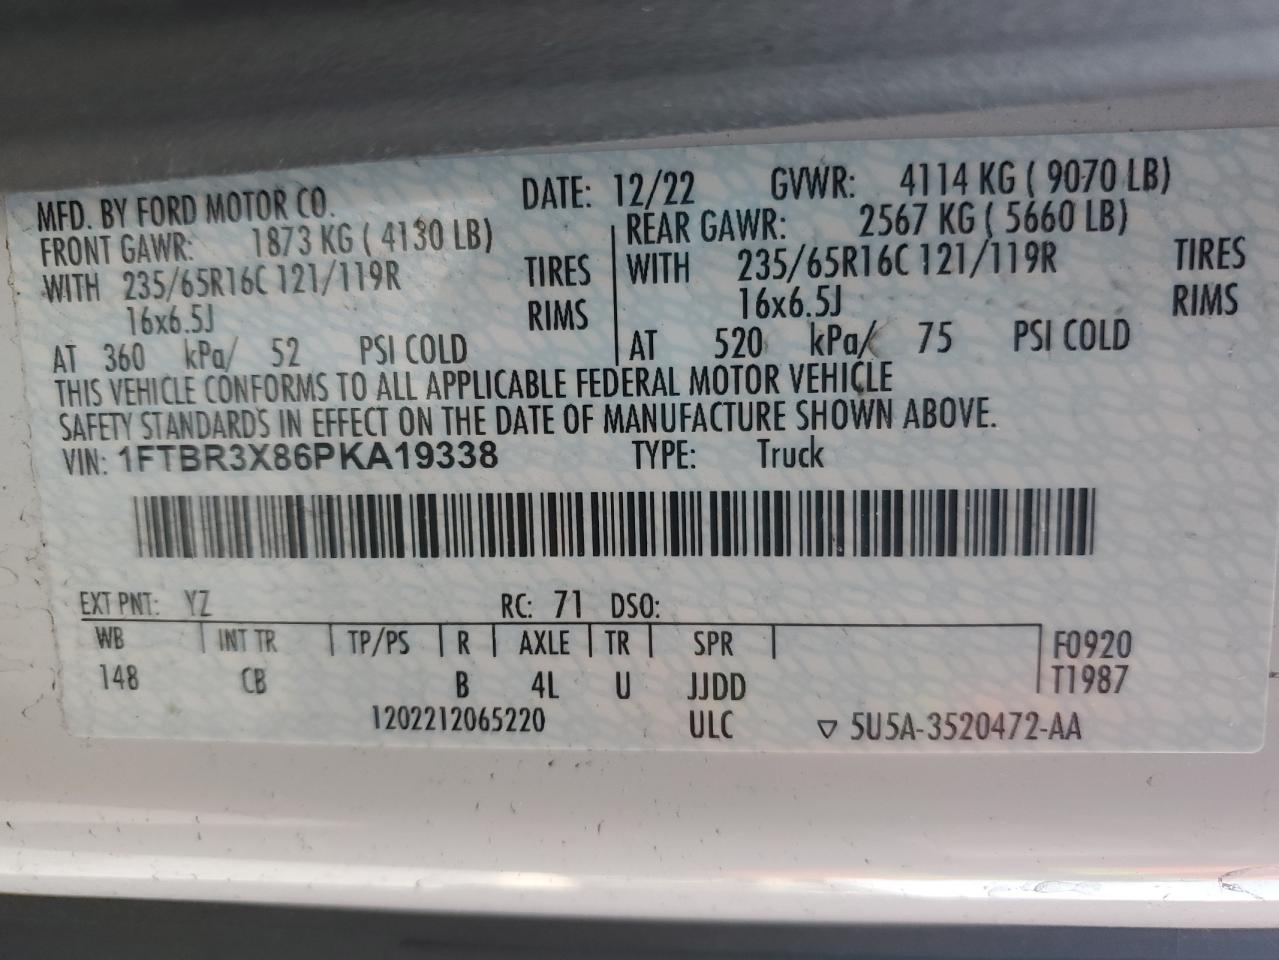 MFD. BY FORD MOTOR CO. DATE: 12/22 GVWR: 4114 KG ( 9070 LB)
FRONT GAWR: 1873 KG ( 4130 LB) REAR GAWR: 2567 KG ( 5660 LB)
WITH 235/65R16C 121/119R TIRES WITH 235/65R16C 121/119R TIRES
16x6.5J RIMS 16x6.5J RIMS
AT 360 kPa/ 52 PSI COLD AT 520 kPa/ 75 PSI COLD
THIS VEHICLE CONFORMS TO ALL APPLICABLE FEDERAL MOTOR VEHICLE
SAFETY STANDARDS IN EFFECT ON THE DATE OF MANUFACTURE SHOWN ABOVE.
VIN: 1FTBR3X86PKA19338 TYPE: Truck
EXT PNT: YZ RC: 71 DSO:
WB INT TR TP/PS R AXLE TR SPR F0920
148 CB B 4L U JJDD T1987
1202212065220 ULC ▽ 5U5A-3520472-AA